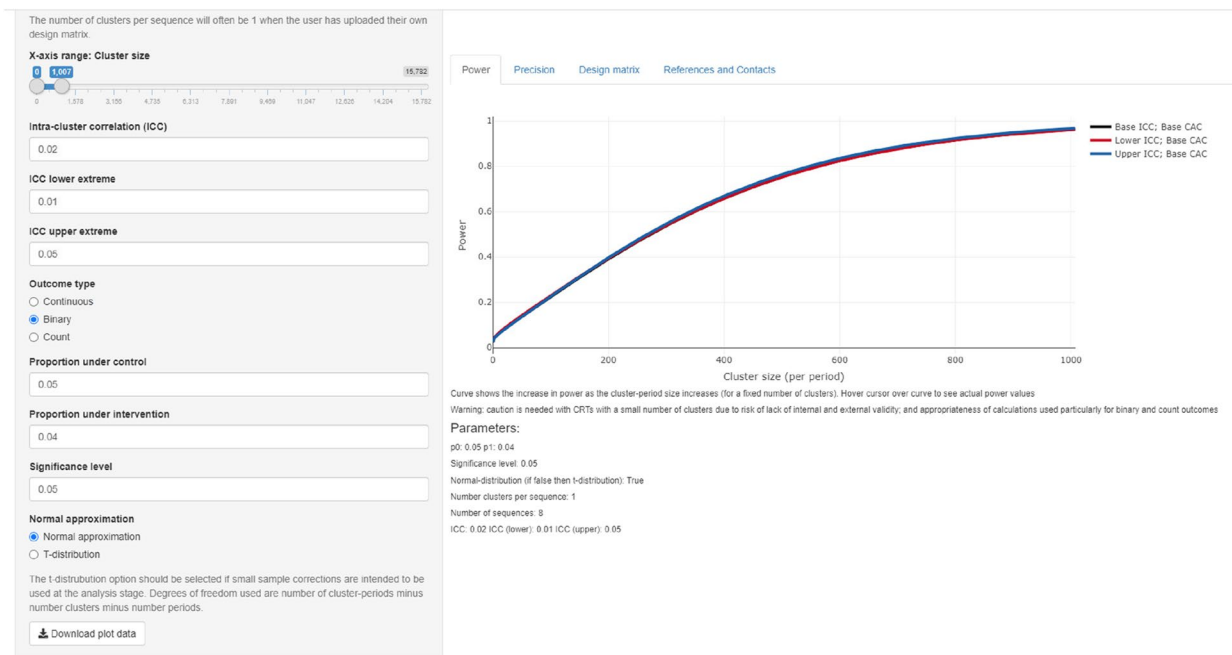 The number of clusters per sequence will often be 1 when the user has uploaded their own
design matrix.
X-axis range: Cluster size
0 1,007 15,782
0 1,578 3,156 4,735 6,313 7,891 9,469 11,047 12,626 14,204 15,782
Intra-cluster correlation (ICC)
0.02
ICC lower extreme
0.01
ICC upper extreme
0.05
Outcome type
Continuous
Binary
Count
Proportion under control
0.05
Proportion under intervention
0.04
Significance level
0.05
Normal approximation
Normal approximation
T-distribution
The t-distrubution option should be selected if small sample corrections are intended to be
used at the analysis stage. Degrees of freedom used are number of cluster-periods minus
number clusters minus number periods.
Download plot data
Power Precision Design matrix References and Contacts
1
0.8
0.6
0.4
0.2
0
Power
0 200 400 600 800 1000
Cluster size (per period)
Base ICC; Base CAC
Lower ICC; Base CAC
Upper ICC; Base CAC
Curve shows the increase in power as the cluster-period size increases (for a fixed number of clusters). Hover cursor over curve to see actual power values
Warning: caution is needed with CRTs with a small number of clusters due to risk of lack of internal and external validity; and appropriateness of calculations used particularly for binary and count outcomes
Parameters:
p0: 0.05 p1: 0.04
Significance level: 0.05
Normal-distribution (if false then t-distribution): True
Number clusters per sequence: 1
Number of sequences: 8
ICC: 0.02 ICC (lower): 0.01 ICC (upper): 0.05